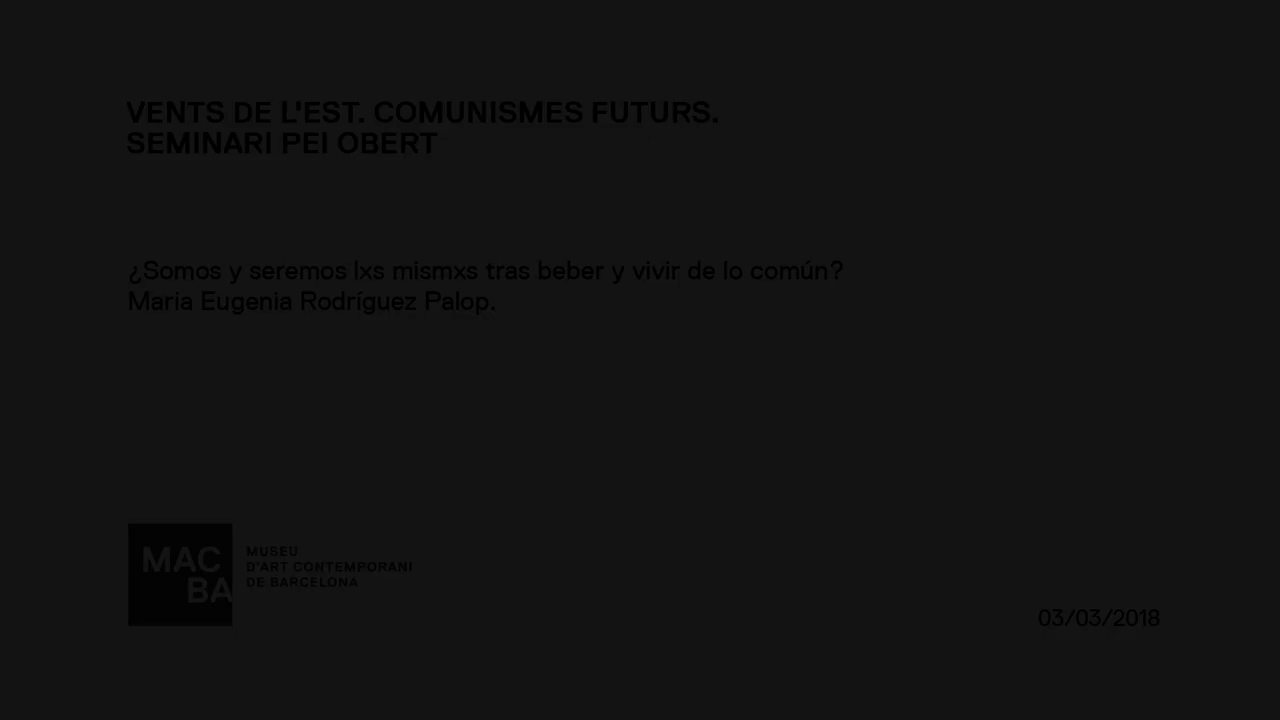 VENTS DE L'EST. COMUNISMES FUTURS.
SEMINARI PEI OBERT
¿Somos y seremos lxs mismxs tras beber y vivir de lo común?
Maria Eugenia Rodríguez Palop.
MAC
BA
MUSEU
D'ART CONTEMPORANI
DE BARCELONA
03/03/2018